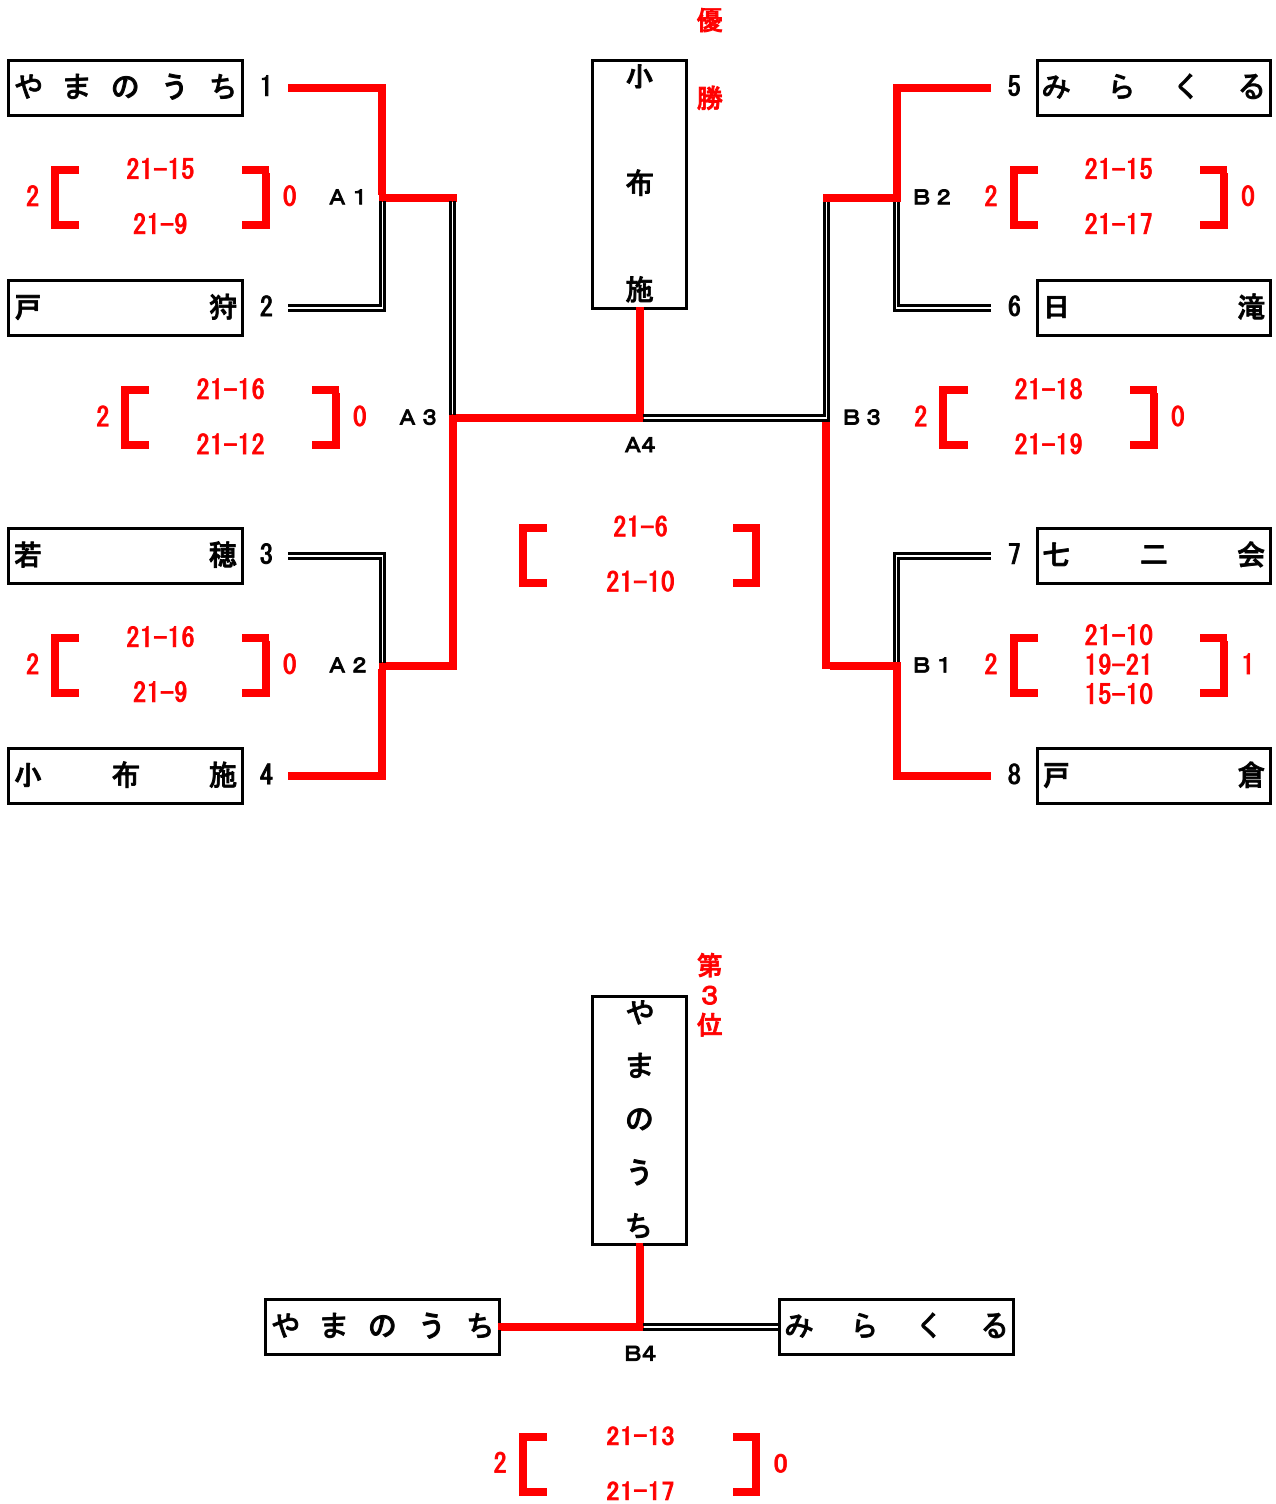 優勝
小布施
やまのうち 1
5 みらくる
2 21-15 0
21-9
A1
B2
2 21-15 0
21-17
戸狩 2
6 日滝
2 21-16 0
21-12
A3
A4
B3
2 21-18 0
21-19
21-6
21-10
若穂 3
7 七二会
2 21-16 0
21-9
A2
B1
2 21-10 1
19-21
15-10
小布施 4
8 戸倉
第3位
やまのうち
やまのうち
みらくる
B4
2 21-13 0
21-17